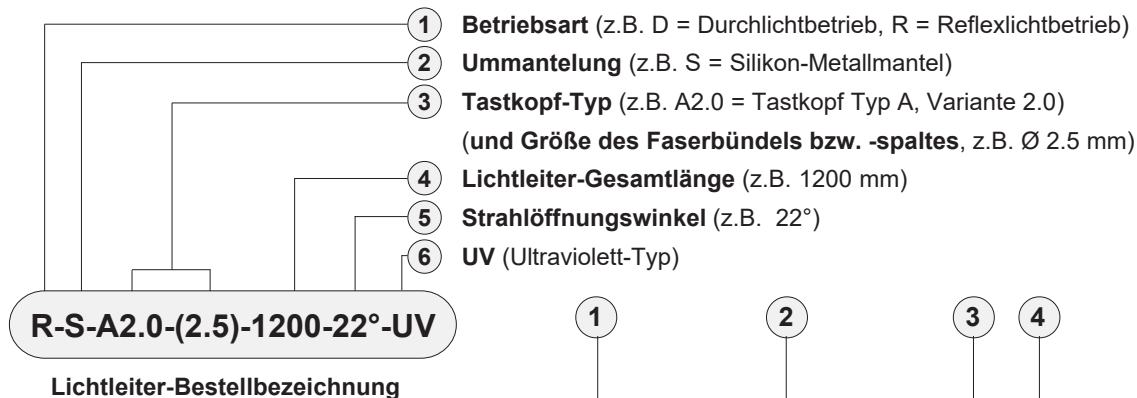 1 Betriebsart (z.B. D = Durchlichtbetrieb, R = Reflexlichtbetrieb)
2 Ummantelung (z.B. S = Silikon-Metallmantel)
3 Tastkopf-Typ (z.B. A2.0 = Tastkopf Typ A, Variante 2.0)
(und Größe des Faserbündels bzw. -spaltes, z.B. Ø 2.5 mm)
4 Lichtleiter-Gesamtlänge (z.B. 1200 mm)
5 Strahlöffnungswinkel (z.B. 22°)
6 UV (Ultraviolett-Typ)
R-S-A2.0-(2.5)-1200-22°-UV
Lichtleiter-Bestellbezeichnung
1 2 3 4